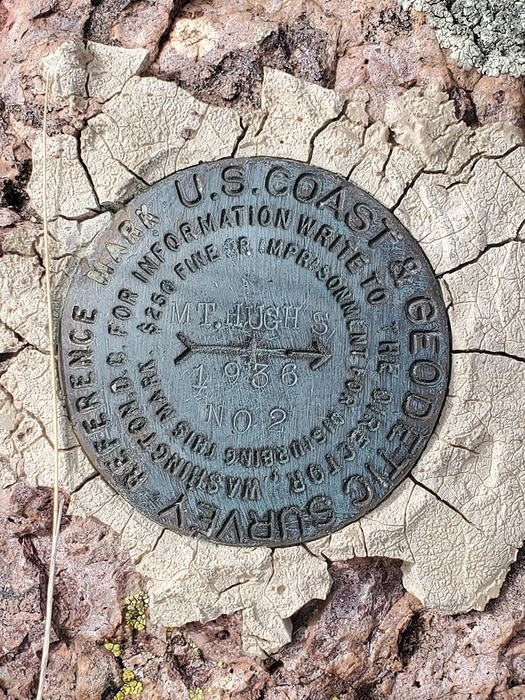 U.S. COAST & GEODETIC SURVEY
REFERENCE MARK
FOR INFORMATION WRITE TO THE DIRECTOR, WASHINGTON, D.C.
$250 FINE OR IMPRISONMENT FOR DISTURBING THIS MARK.
MT. HUGHS
1936
NO 2